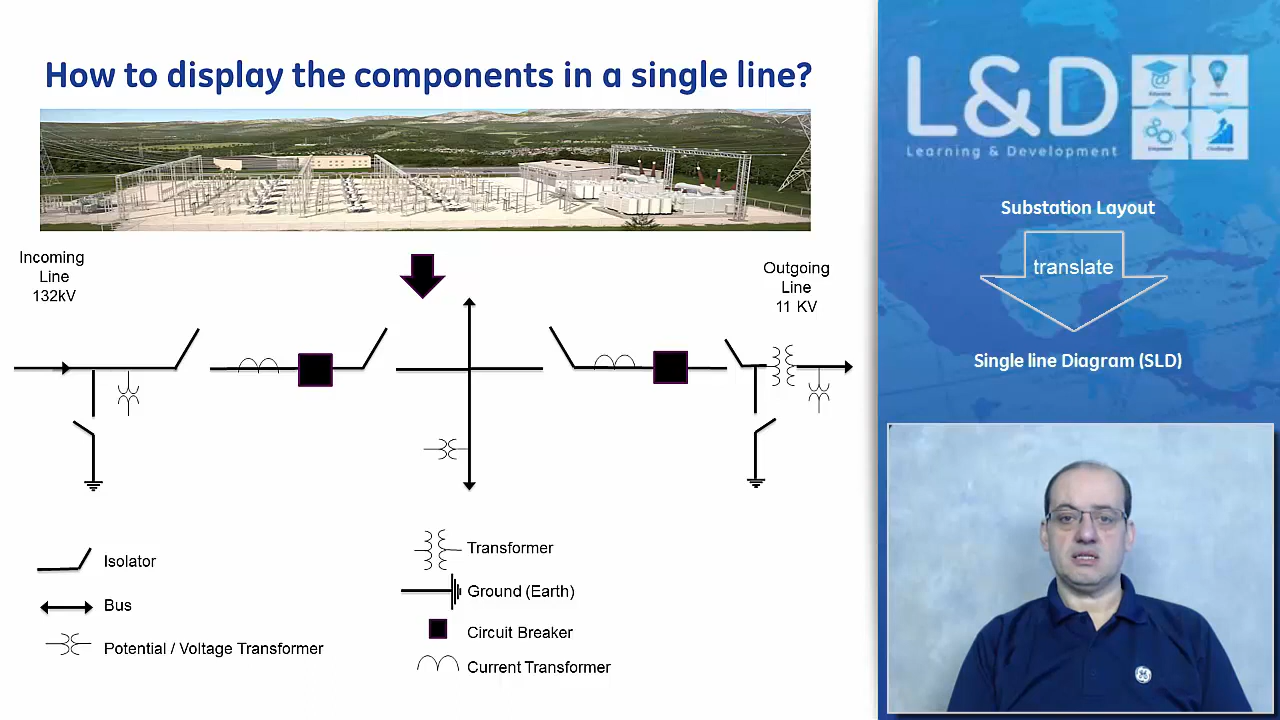 How to display the components in a single line?
Incoming
Line
132kV
Outgoing
Line
11 KV
Isolator
Bus
Potential / Voltage Transformer
Transformer
Ground (Earth)
Circuit Breaker
Current Transformer
L&D
Learning & Development
Substation Layout
translate
Single line Diagram (SLD)